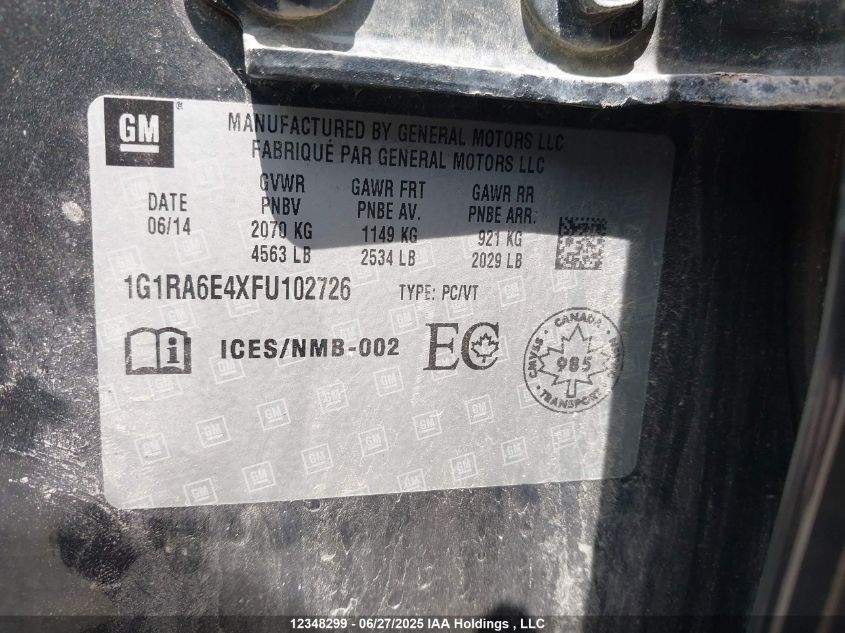 GM ®
MANUFACTURED BY GENERAL MOTORS LLC
FABRIQUÉ PAR GENERAL MOTORS LLC
DATE
06/14
GVWR
PNBV
2070 KG
4563 LB
GAWR FRT
PNBE AV.
1149 KG
2534 LB
GAWR RR
PNBE ARR.
921 KG
2029 LB
1G1RA6E4XFU102726 TYPE: PC/VT
ICES/NMB-002
EC
CANADA
CMVSS
985
TRANSPORT
12348299 - 06/27/2025 IAA Holdings , LLC